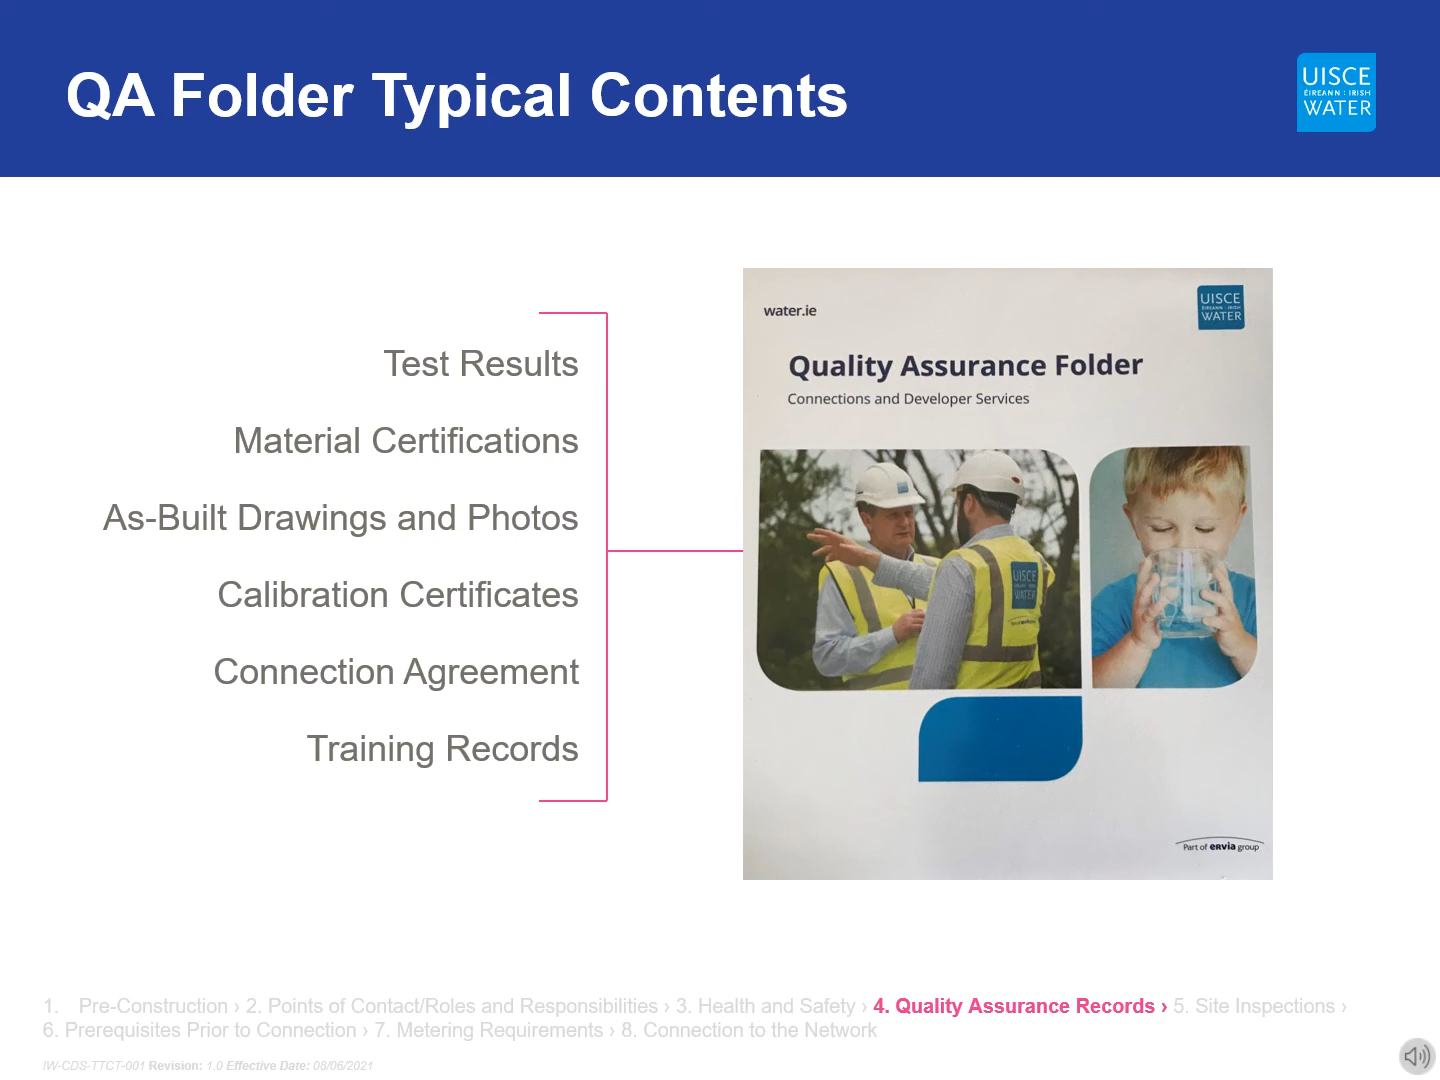 QA Folder Typical Contents
UISCE
ÉIREANN : IRISH
WATER
Test Results
Material Certifications
As-Built Drawings and Photos
Calibration Certificates
Connection Agreement
Training Records
water.ie
UISCE
ÉIREANN : IRISH
WATER
Quality Assurance Folder
Connections and Developer Services
UISCE
WATER
Part of ervia group
1. Pre-Construction › 2. Points of Contact/Roles and Responsibilities › 3. Health and Safety › 4. Quality Assurance Records › 5. Site Inspections ›
6. Prerequisites Prior to Connection › 7. Metering Requirements › 8. Connection to the Network
IW-CDS-TTCT-001 Revision: 1.0 Effective Date: 08/06/2021